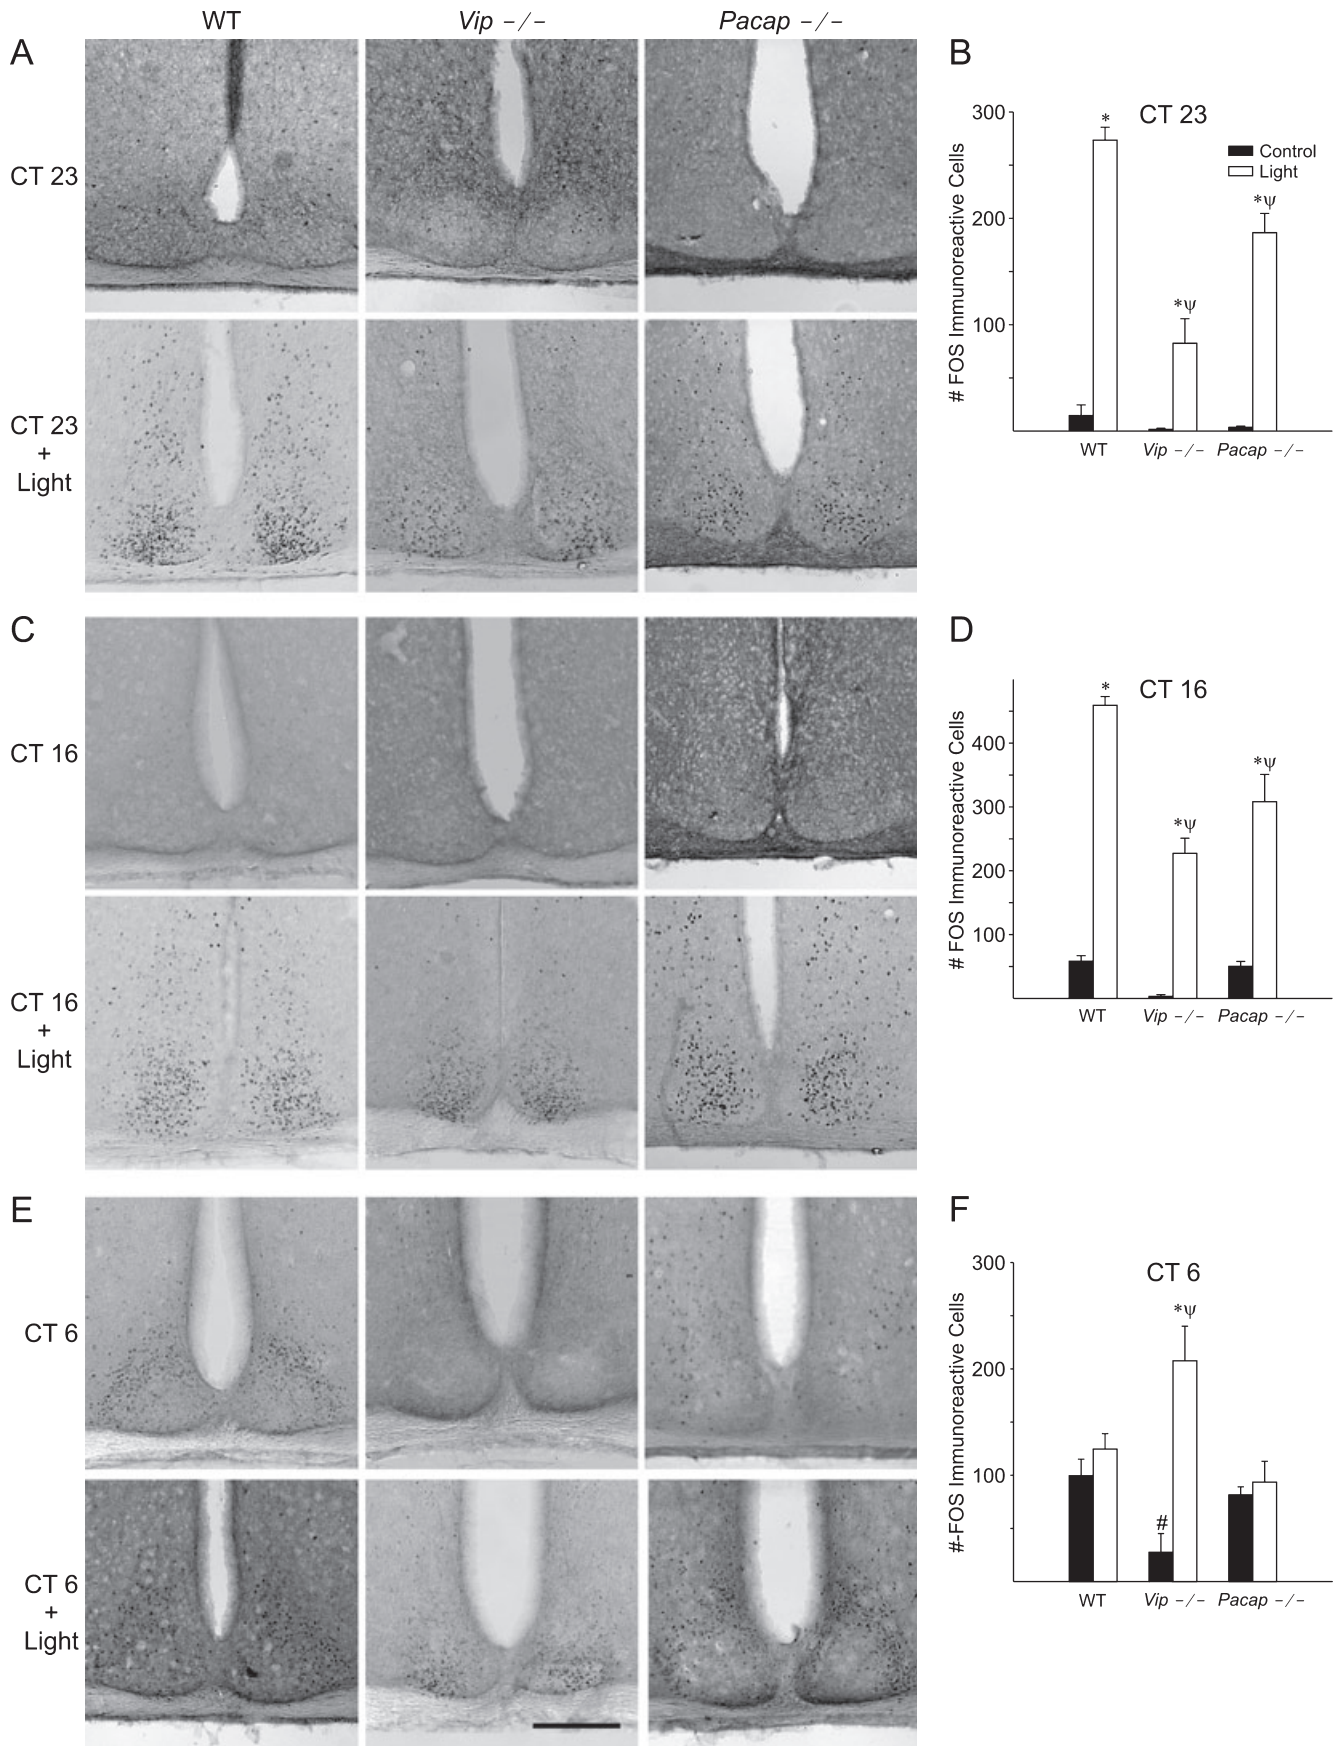 WT Vip −/− Pacap −/−
A
CT 23
CT 23
+
Light
B
CT 23
Control
Light
# FOS Immunoreactive Cells
300
200
100
*
*ψ
*ψ
WT Vip −/− Pacap −/−
C
CT 16
CT 16
+
Light
D
CT 16
# FOS Immunoreactive Cells
400
300
200
100
*
*ψ
*ψ
WT Vip −/− Pacap −/−
E
CT 6
CT 6
+
Light
F
CT 6
#-FOS Immunoreactive Cells
300
200
100
*ψ
#
WT Vip −/− Pacap −/−